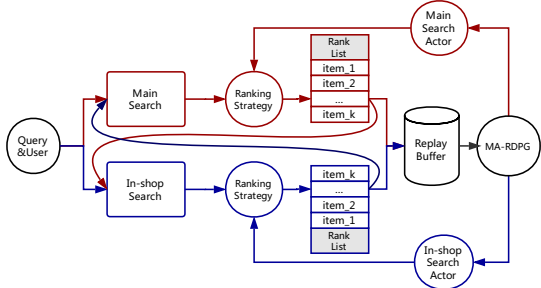 Main
Search
Actor
Rank
List
item_1
item_2
...
item_k
Main
Search
Ranking
Strategy
Query
&User
Replay
Buffer
MA-RDPG
In-shop
Search
Ranking
Strategy
item_k
...
item_2
item_1
Rank
List
In-shop
Search
Actor